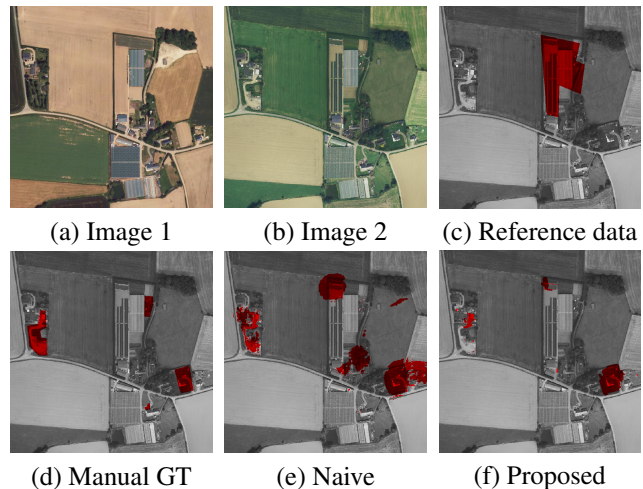 (a) Image 1
(b) Image 2
(c) Reference data
(d) Manual GT
(e) Naive
(f) Proposed